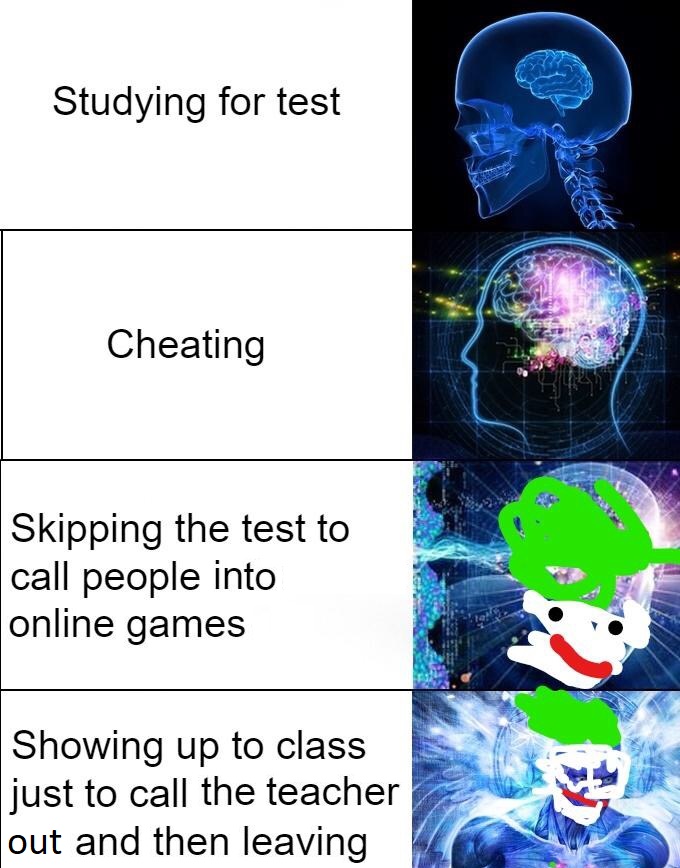 Studying for test
Cheating
Skipping the test to
call people into
online games
Showing up to class
just to call the teacher
out and then leaving